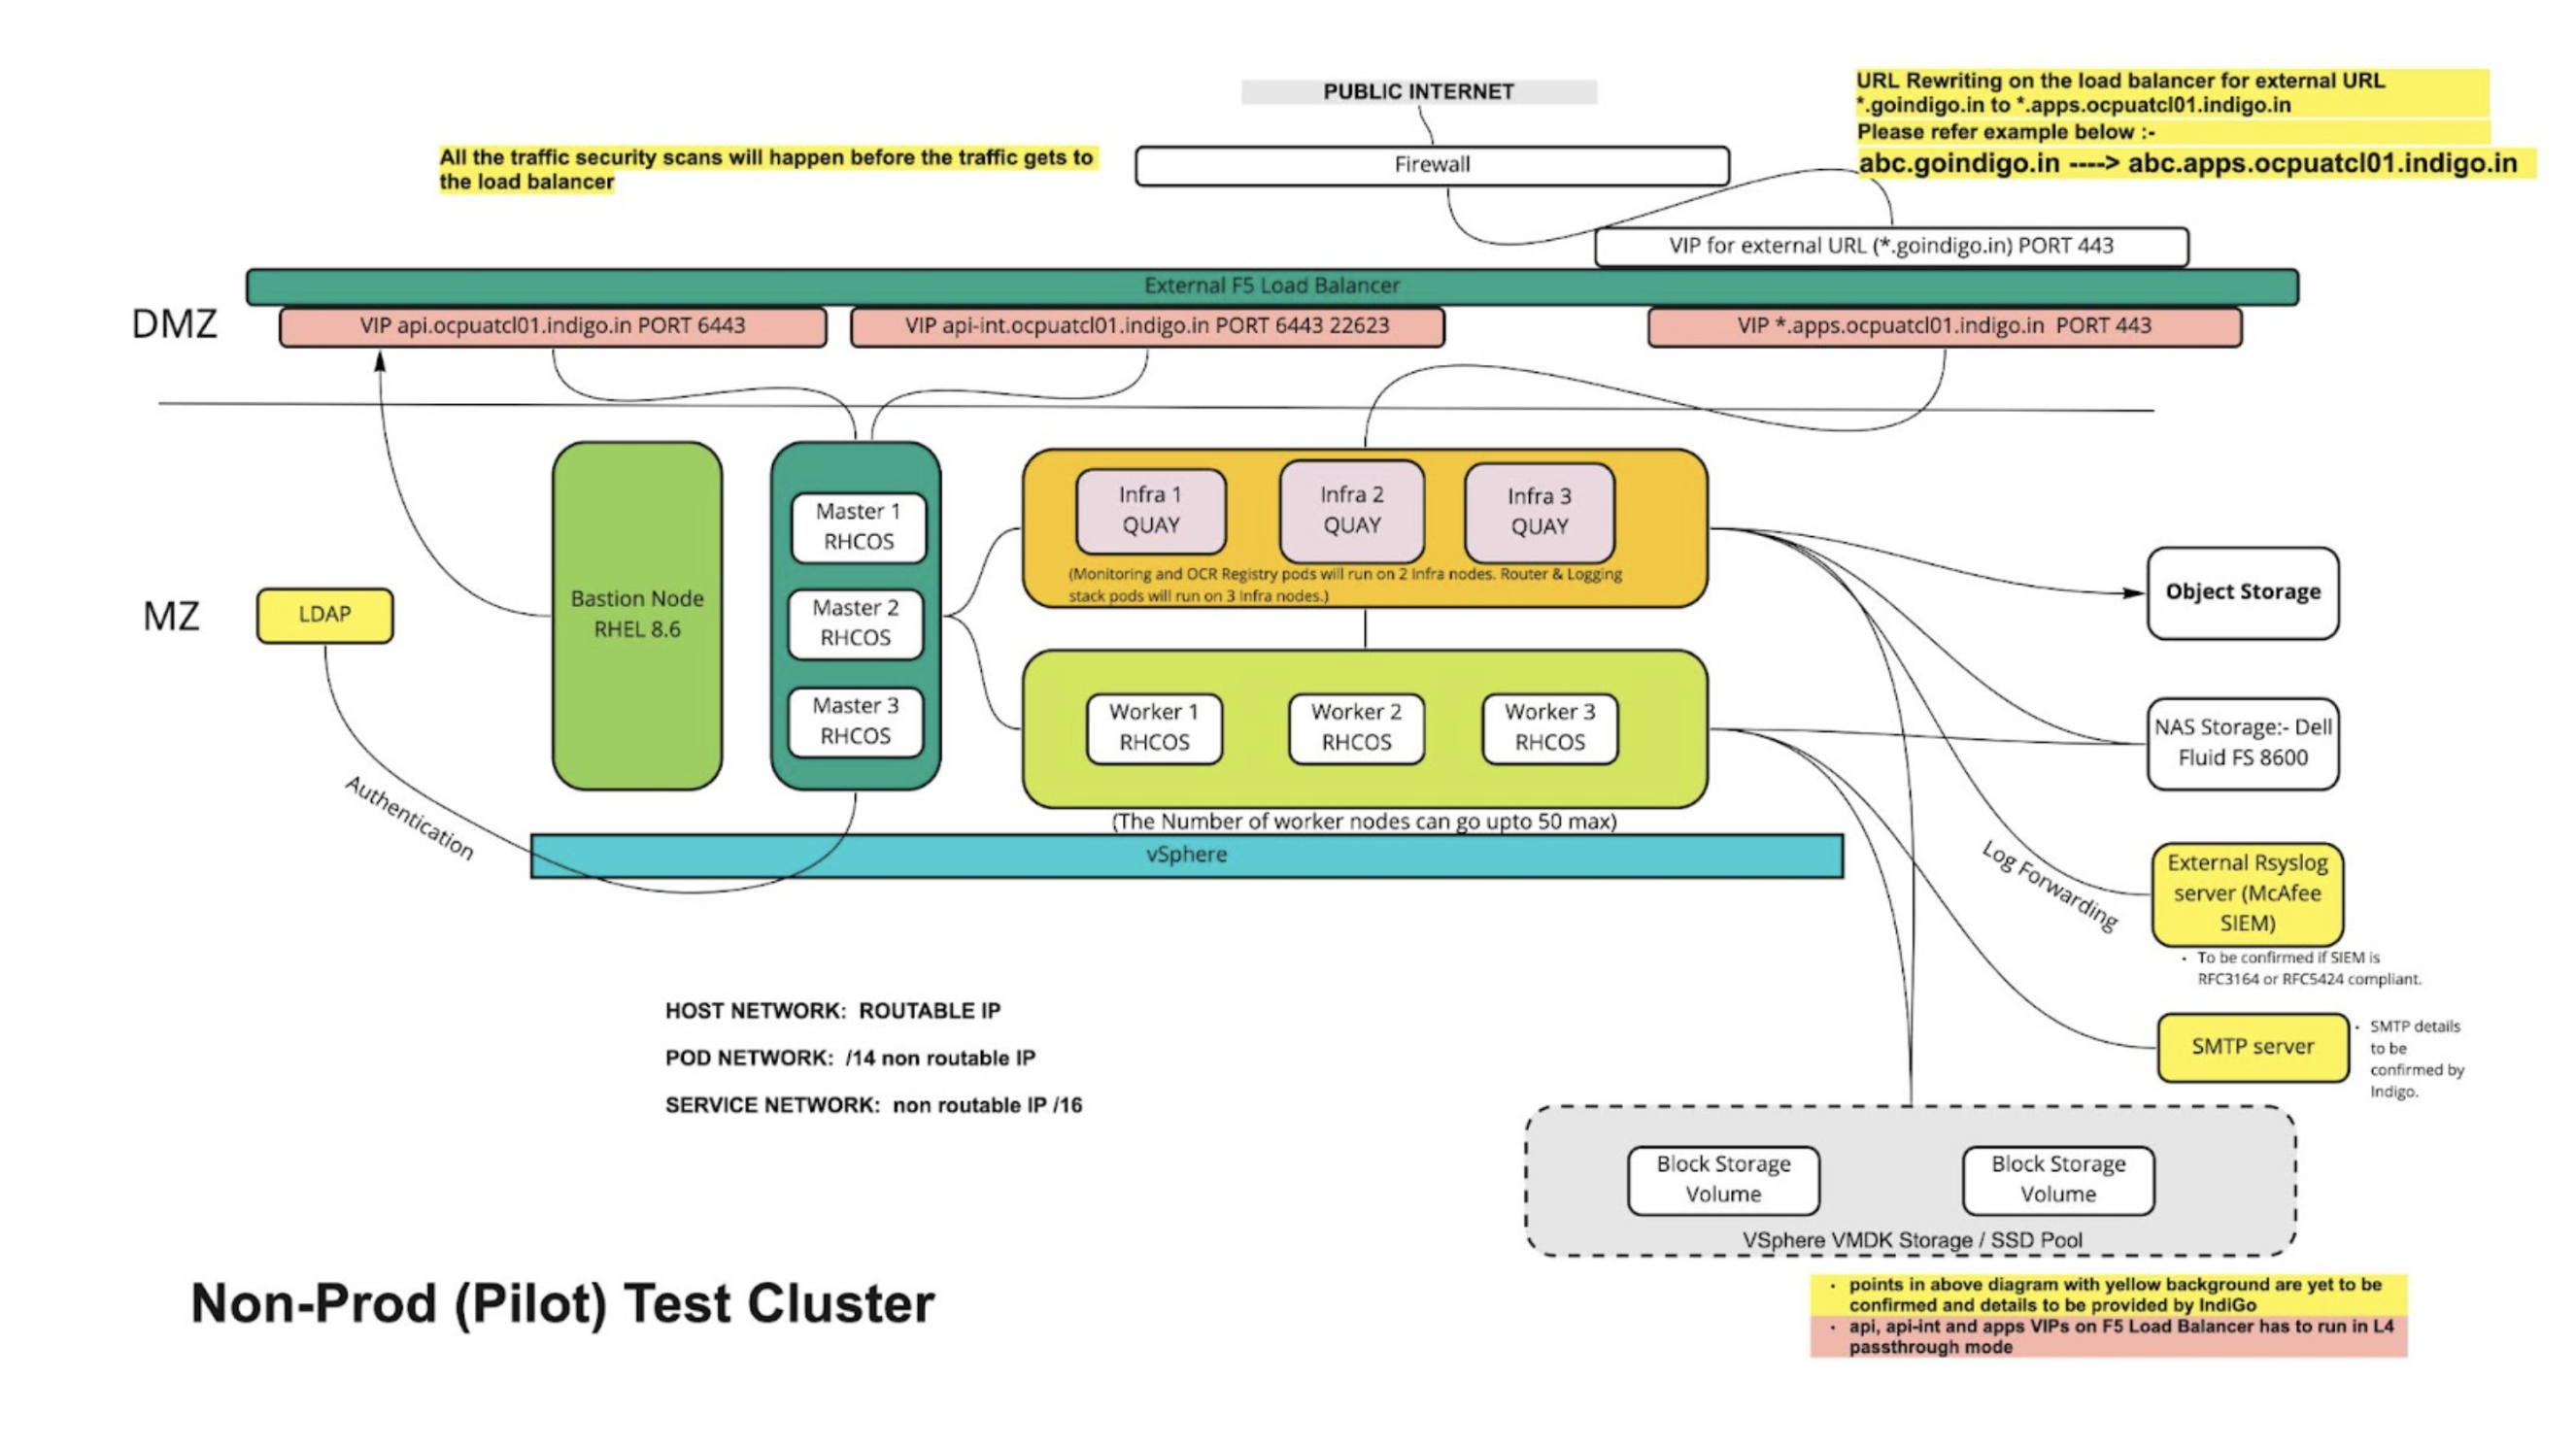 PUBLIC INTERNET
URL Rewriting on the load balancer for external URL
*.goindigo.in to *.apps.ocpuatcl01.indigo.in
Please refer example below :-
abc.goindigo.in ----> abc.apps.ocpuatcl01.indigo.in
All the traffic security scans will happen before the traffic gets to
the load balancer
Firewall
VIP for external URL (*.goindigo.in) PORT 443
External F5 Load Balancer
DMZ
VIP api.ocpuatcl01.indigo.in PORT 6443
VIP api-int.ocpuatcl01.indigo.in PORT 6443 22623
VIP *.apps.ocpuatcl01.indigo.in PORT 443
MZ
LDAP
Authentication
Bastion Node
RHEL 8.6
Master 1
RHCOS
Master 2
RHCOS
Master 3
RHCOS
Infra 1
QUAY
Infra 2
QUAY
Infra 3
QUAY
(Monitoring and OCR Registry pods will run on 2 Infra nodes. Router & Logging
stack pods will run on 3 Infra nodes.)
Worker 1
RHCOS
Worker 2
RHCOS
Worker 3
RHCOS
(The Number of worker nodes can go upto 50 max)
vSphere
Object Storage
NAS Storage:- Dell
Fluid FS 8600
Log Forwarding
External Rsyslog
server (McAfee
SIEM)
• To be confirmed if SIEM is
RFC3164 or RFC5424 compliant.
SMTP server
• SMTP details
to be
confirmed by
Indigo.
HOST NETWORK: ROUTABLE IP
POD NETWORK: /14 non routable IP
SERVICE NETWORK: non routable IP /16
Block Storage
Volume
Block Storage
Volume
VSphere VMDK Storage / SSD Pool
Non-Prod (Pilot) Test Cluster
• points in above diagram with yellow background are yet to be
confirmed and details to be provided by IndiGo
• api, api-int and apps VIPs on F5 Load Balancer has to run in L4
passthrough mode